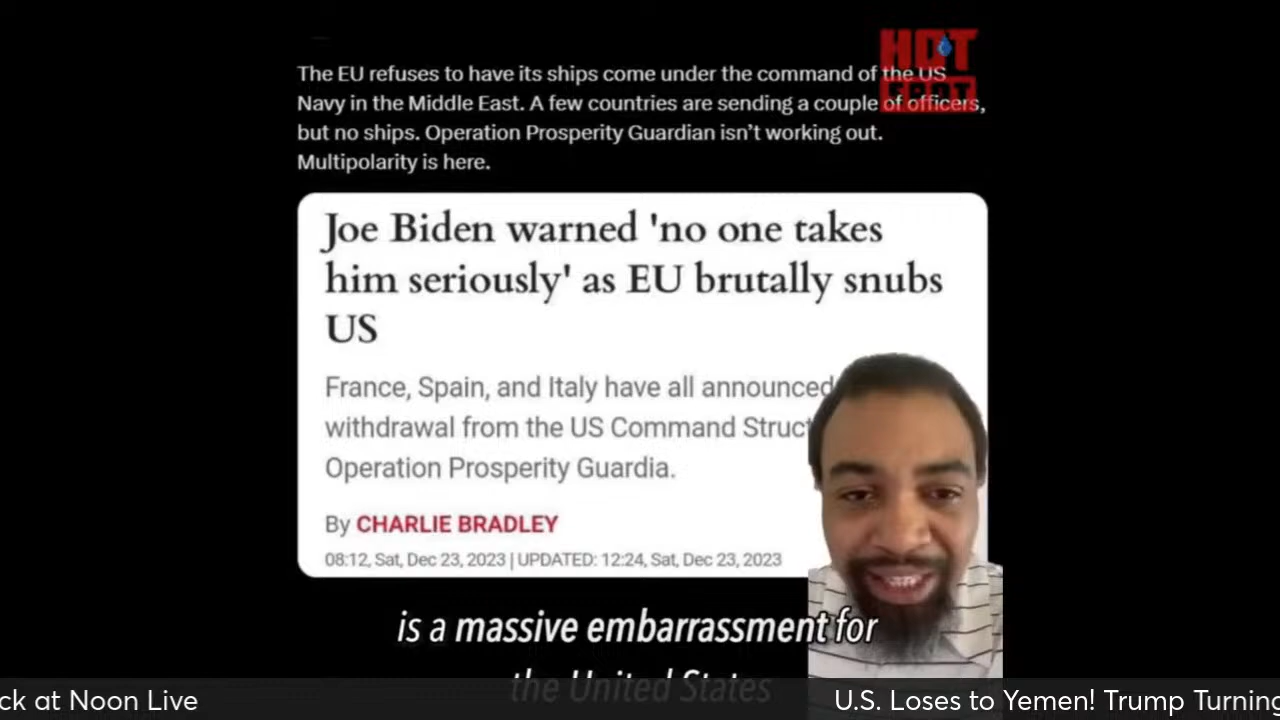 HOT
SPOT
The EU refuses to have its ships come under the command of the US
Navy in the Middle East. A few countries are sending a couple of officers,
but no ships. Operation Prosperity Guardian isn't working out.
Multipolarity is here.
Joe Biden warned 'no one takes
him seriously' as EU brutally snubs
US
France, Spain, and Italy have all announced
withdrawal from the US Command Struct
Operation Prosperity Guardia.
By CHARLIE BRADLEY
08:12, Sat, Dec 23, 2023 | UPDATED: 12:24, Sat, Dec 23, 2023
is a massive embarrassment for
the United States
ck at Noon Live
U.S. Loses to Yemen! Trump Turning